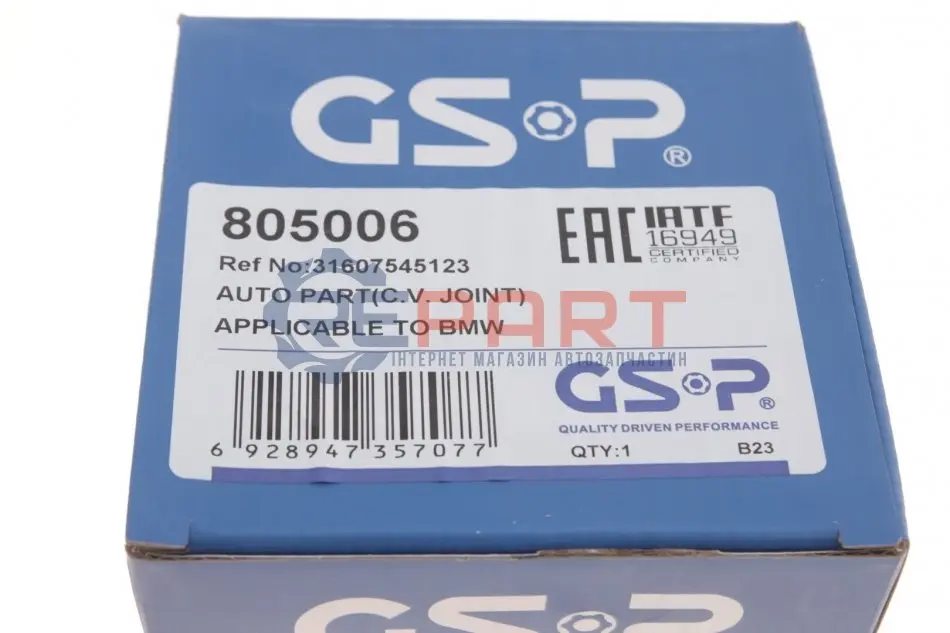 GSP®
805006
EAC IATF
16949
CERTIFIED
COMPANY
Ref No:31607545123
AUTO PART(C.V. JOINT)
APPLICABLE TO BMW
REPART
ІНТЕРНЕТ МАГАЗИН АВТОЗАПЧАСТИН
GSP®
QUALITY DRIVEN PERFORMANCE
6 928947 357077
QTY:1 B23
GSP®